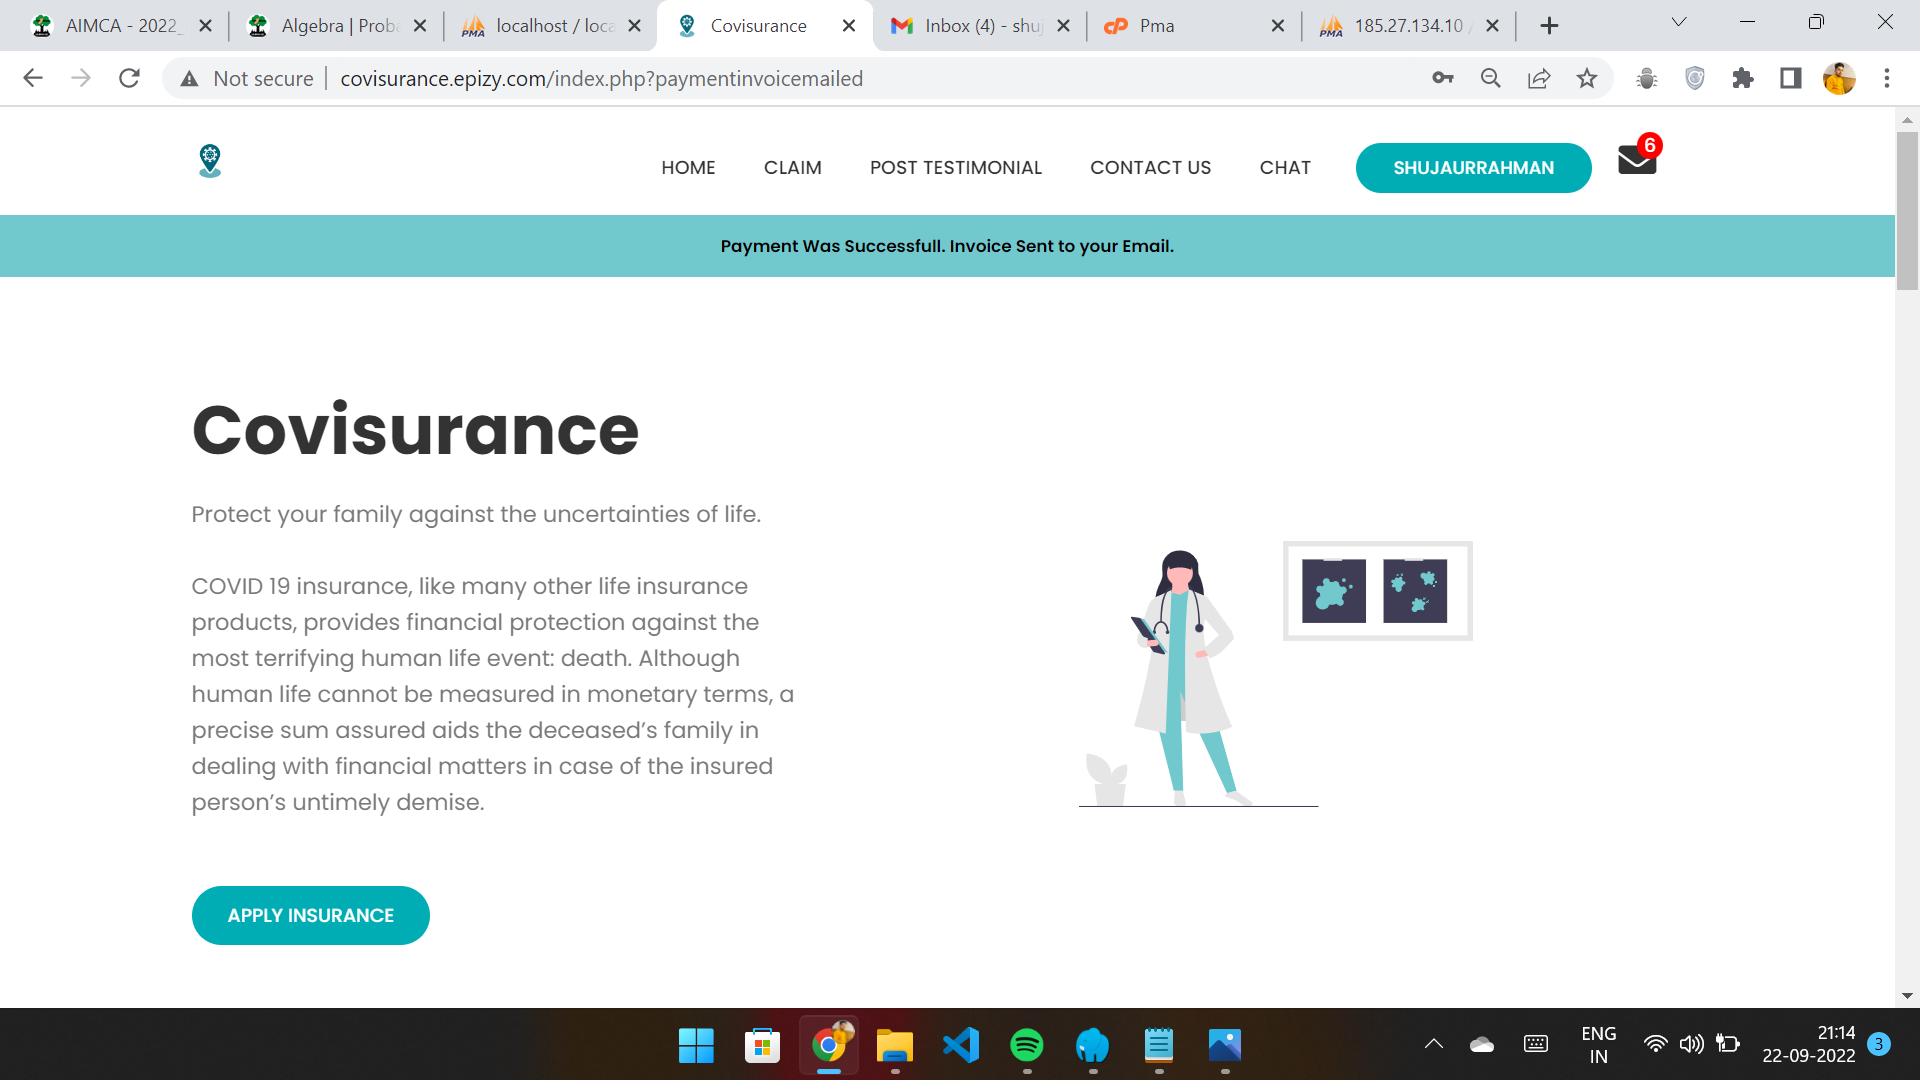 AIMCA - 2022_
Algebra | Proba
localhost / loca
Covisurance
Inbox (4) - shuj
Pma
185.27.134.10 /
Not secure
covisurance.epizy.com/index.php?paymentinvoicemailed
HOME
CLAIM
POST TESTIMONIAL
CONTACT US
CHAT
SHUJAURRAHMAN
6
Payment Was Successfull. Invoice Sent to your Email.
Covisurance
Protect your family against the uncertainties of life.
COVID 19 insurance, like many other life insurance
products, provides financial protection against the
most terrifying human life event: death. Although
human life cannot be measured in monetary terms, a
precise sum assured aids the deceased’s family in
dealing with financial matters in case of the insured
person’s untimely demise.
APPLY INSURANCE
ENG
IN
21:14
22-09-2022
3